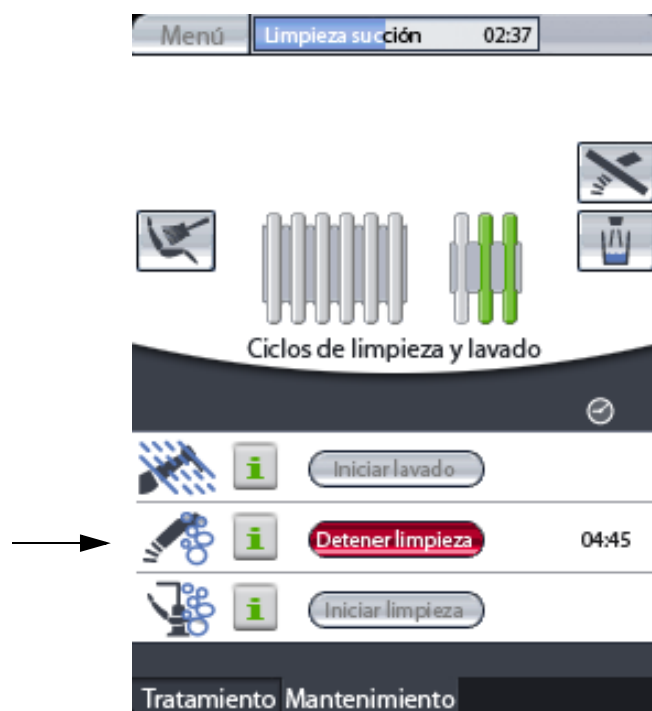 Menú
Limpieza succión 02:37
Ciclos de limpieza y lavado
i Iniciar lavado
i Detener limpieza 04:45
i Iniciar limpieza
Tratamiento Mantenimiento